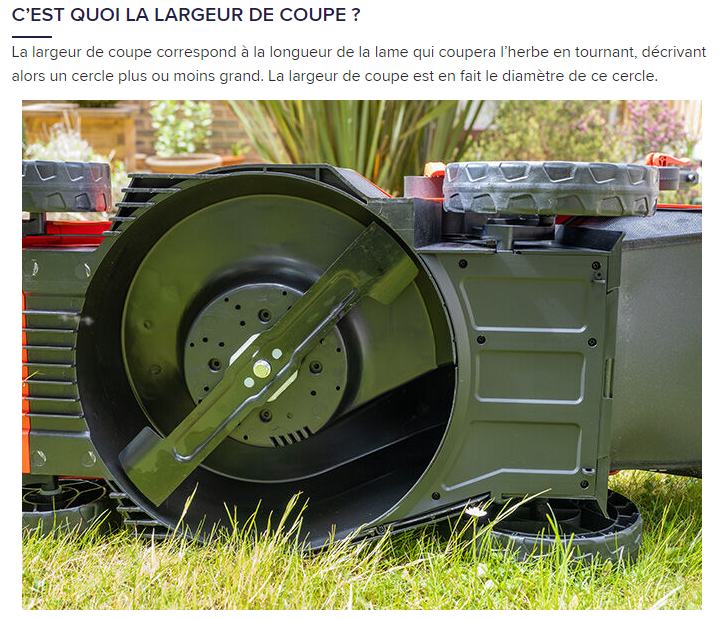 C’EST QUOI LA LARGEUR DE COUPE ?
La largeur de coupe correspond à la longueur de la lame qui coupera l’herbe en tournant, décrivant
alors un cercle plus ou moins grand. La largeur de coupe est en fait le diamètre de ce cercle.